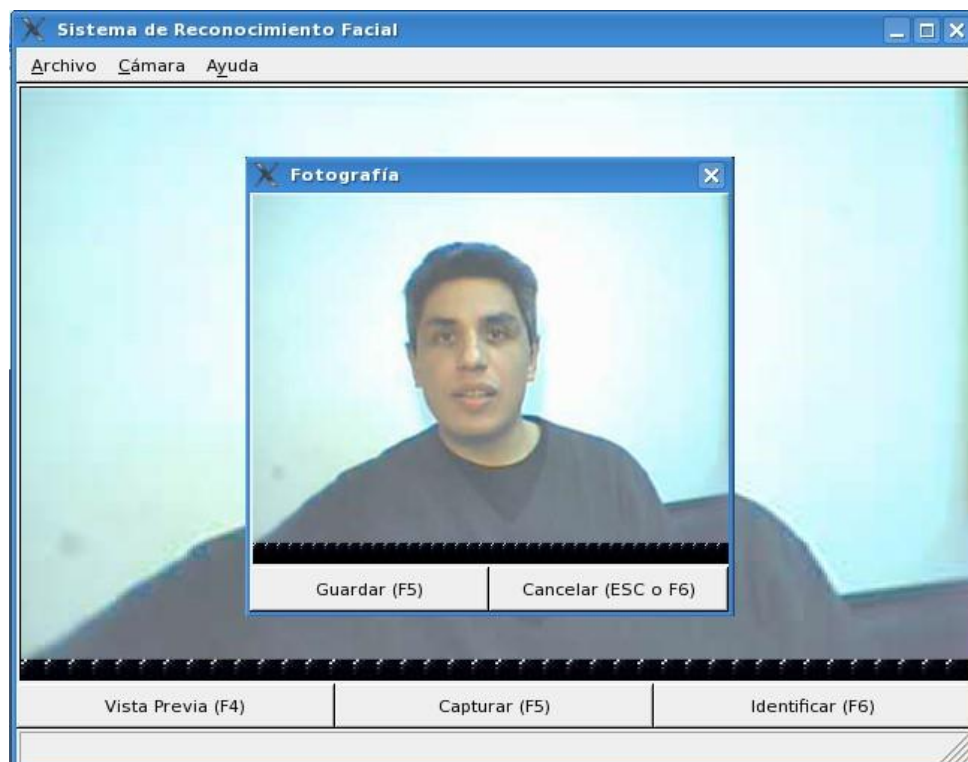 Sistema de Reconocimiento Facial
Archivo Cámara Ayuda
Fotografía
Guardar (F5) Cancelar (ESC o F6)
Vista Previa (F4) Capturar (F5) Identificar (F6)